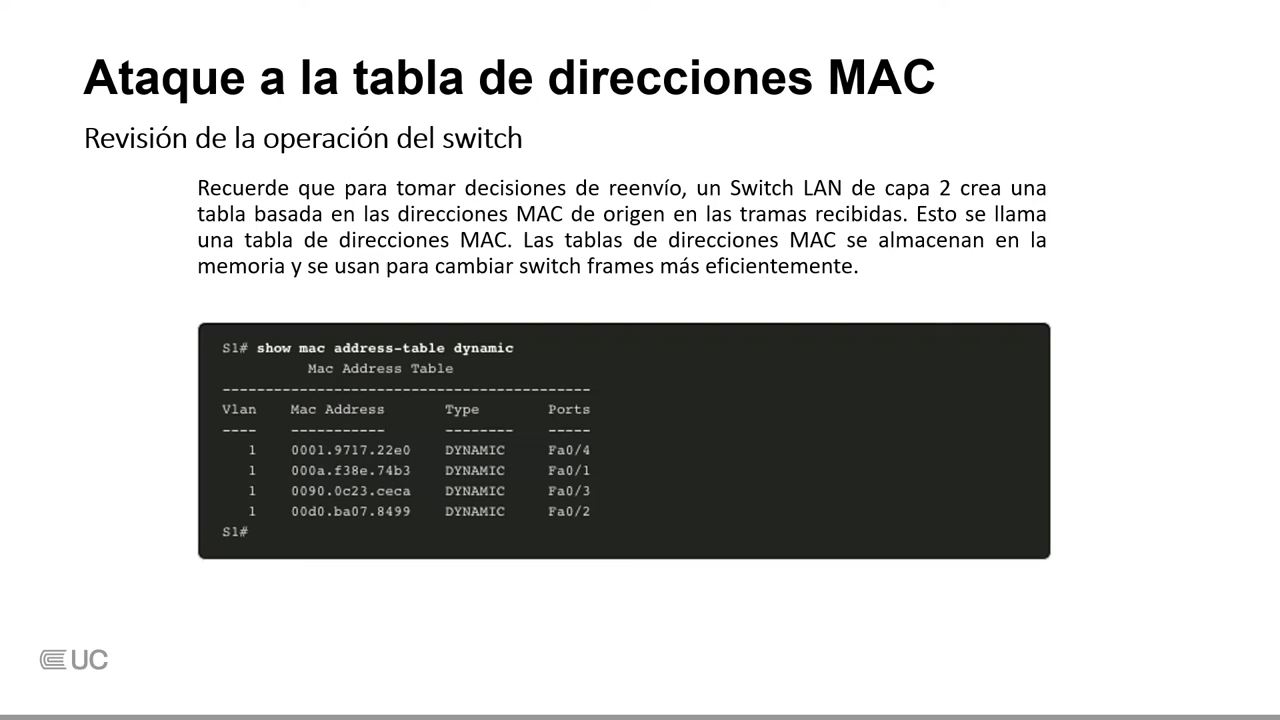 Ataque a la tabla de direcciones MAC
Revisión de la operación del switch
Recuerde que para tomar decisiones de reenvío, un Switch LAN de capa 2 crea una
tabla basada en las direcciones MAC de origen en las tramas recibidas. Esto se llama
una tabla de direcciones MAC. Las tablas de direcciones MAC se almacenan en la
memoria y se usan para cambiar switch frames más eficientemente.
S1# show mac address-table dynamic
Mac Address Table
-------------------------------------------
Vlan Mac Address Type Ports
---- ----------- -------- -----
1 0001.9717.22e0 DYNAMIC Fa0/4
1 000a.f38e.74b3 DYNAMIC Fa0/1
1 0090.0c23.ceca DYNAMIC Fa0/3
1 00d0.ba07.8499 DYNAMIC Fa0/2
S1#
UC